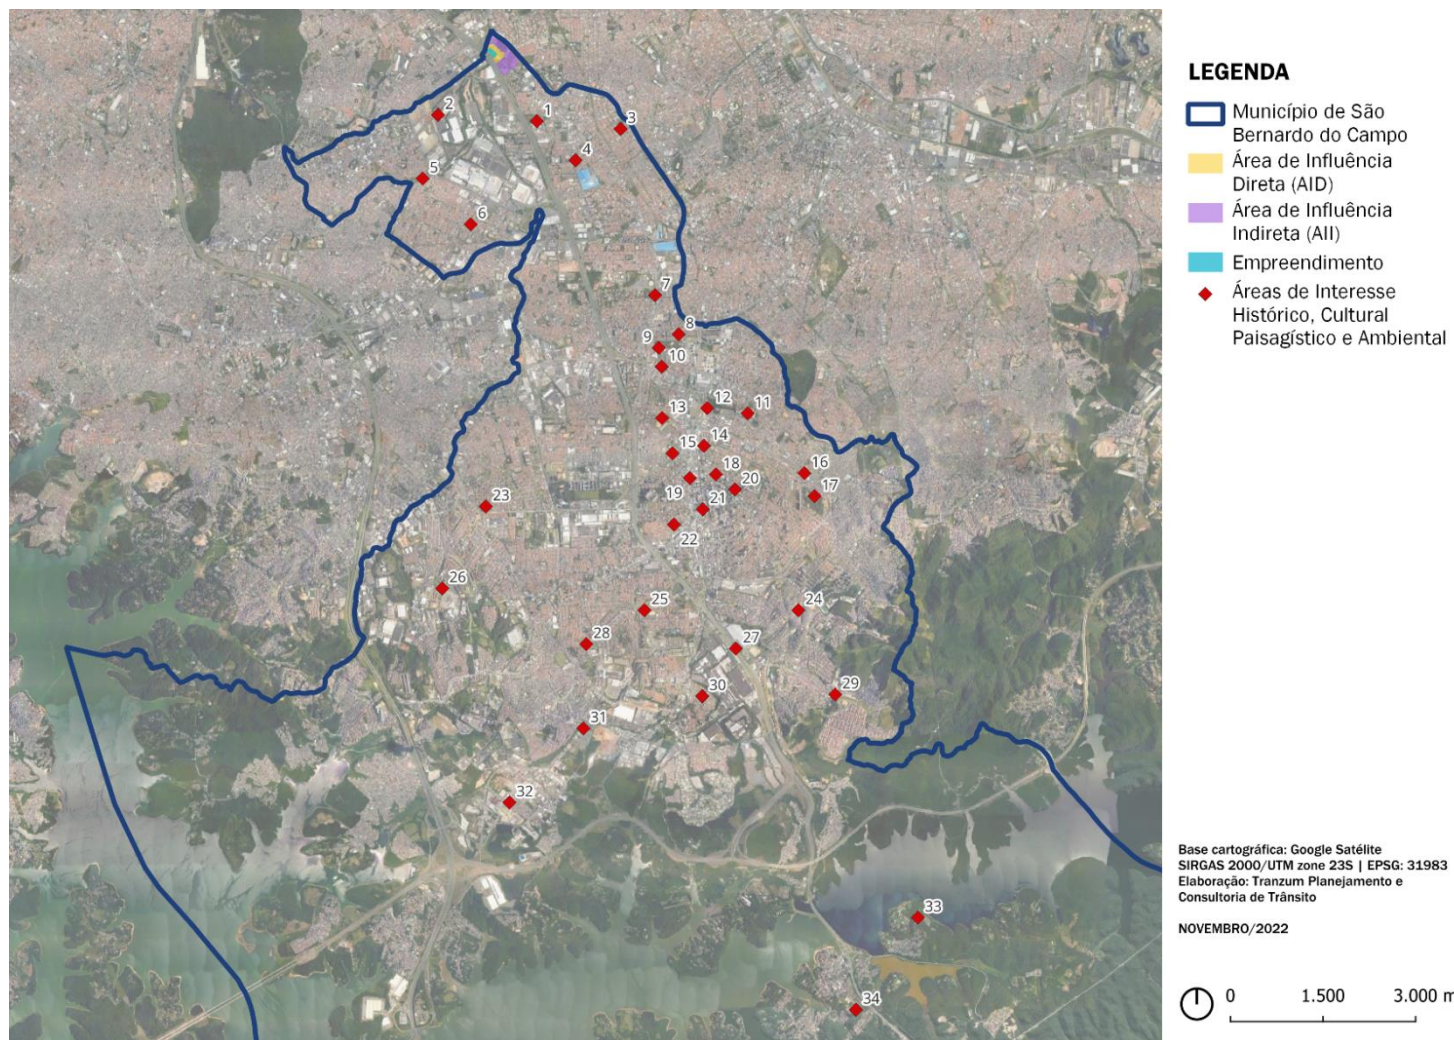 LEGENDA
Município de São
Bernardo do Campo
Área de Influência
Direta (AID)
Área de Influência
Indireta (AII)
Empreendimento
Áreas de Interesse
Histórico, Cultural
Paisagístico e Ambiental
2
1
3
4
5
6
7
8
9
10
12
11
13
14
15
18
16
19
20
17
21
23
22
26
25
24
28
27
30
29
31
32
33
34
Base cartográfica: Google Satélite
SIRGAS 2000/UTM zone 23S | EPSG: 31983
Elaboração: Tranzum Planejamento e
Consultoria de Trânsito
NOVEMBRO/2022
0 1.500 3.000 m